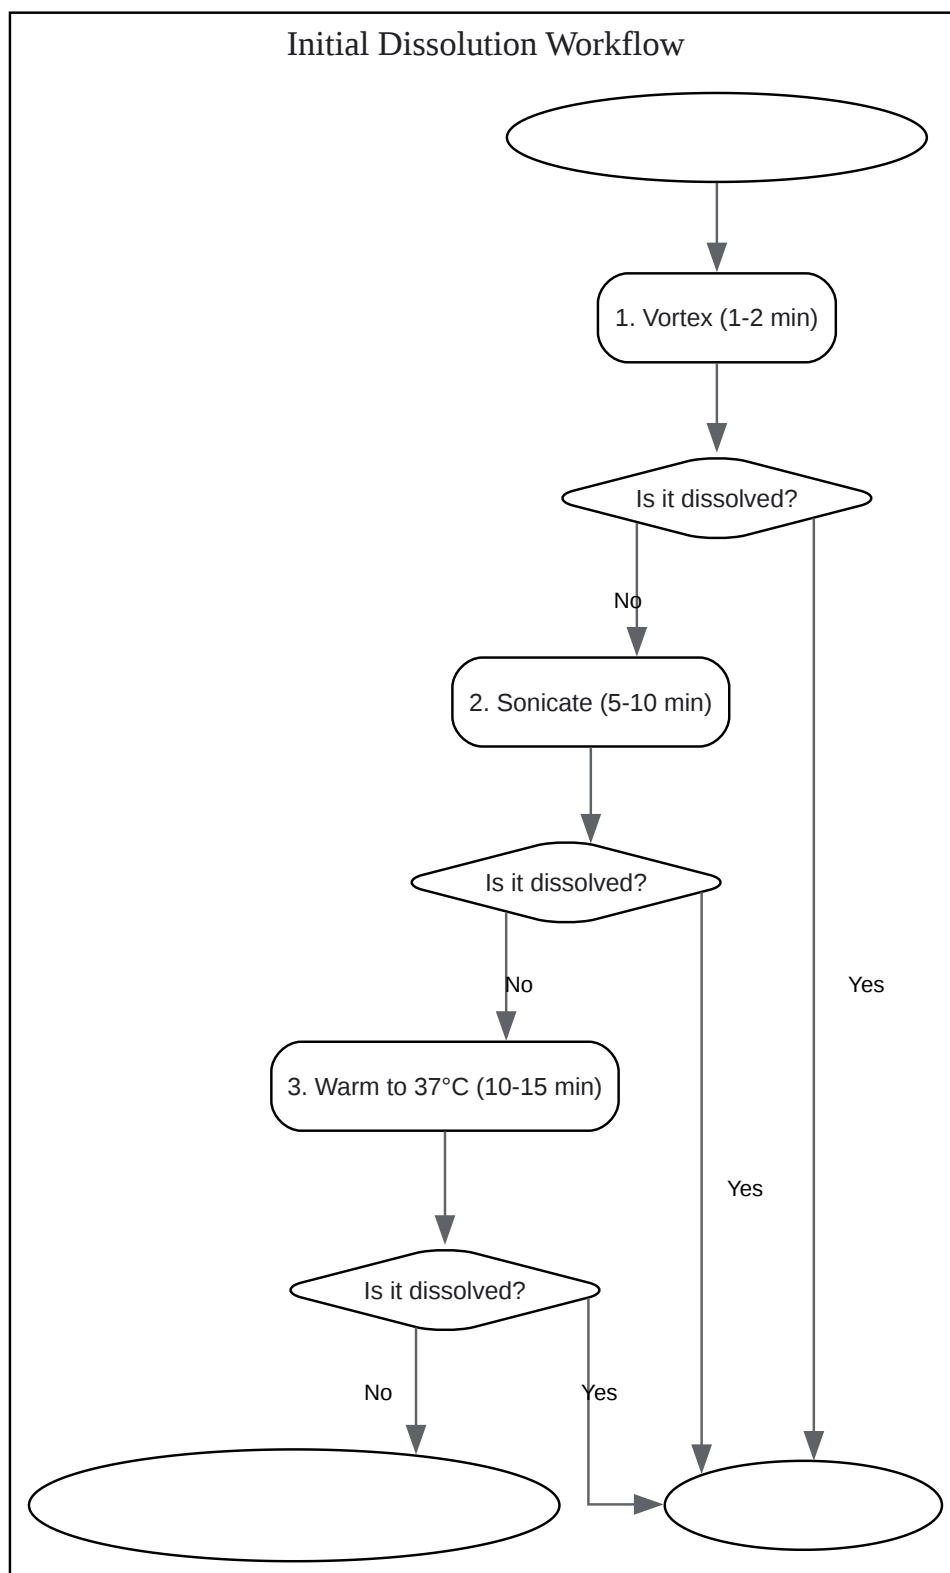 Initial Dissolution Workflow
1. Vortex (1-2 min)
Is it dissolved?
No
2. Sonicate (5-10 min)
Is it dissolved?
No
Yes
3. Warm to 37°C (10-15 min)
Yes
Is it dissolved?
No
Yes